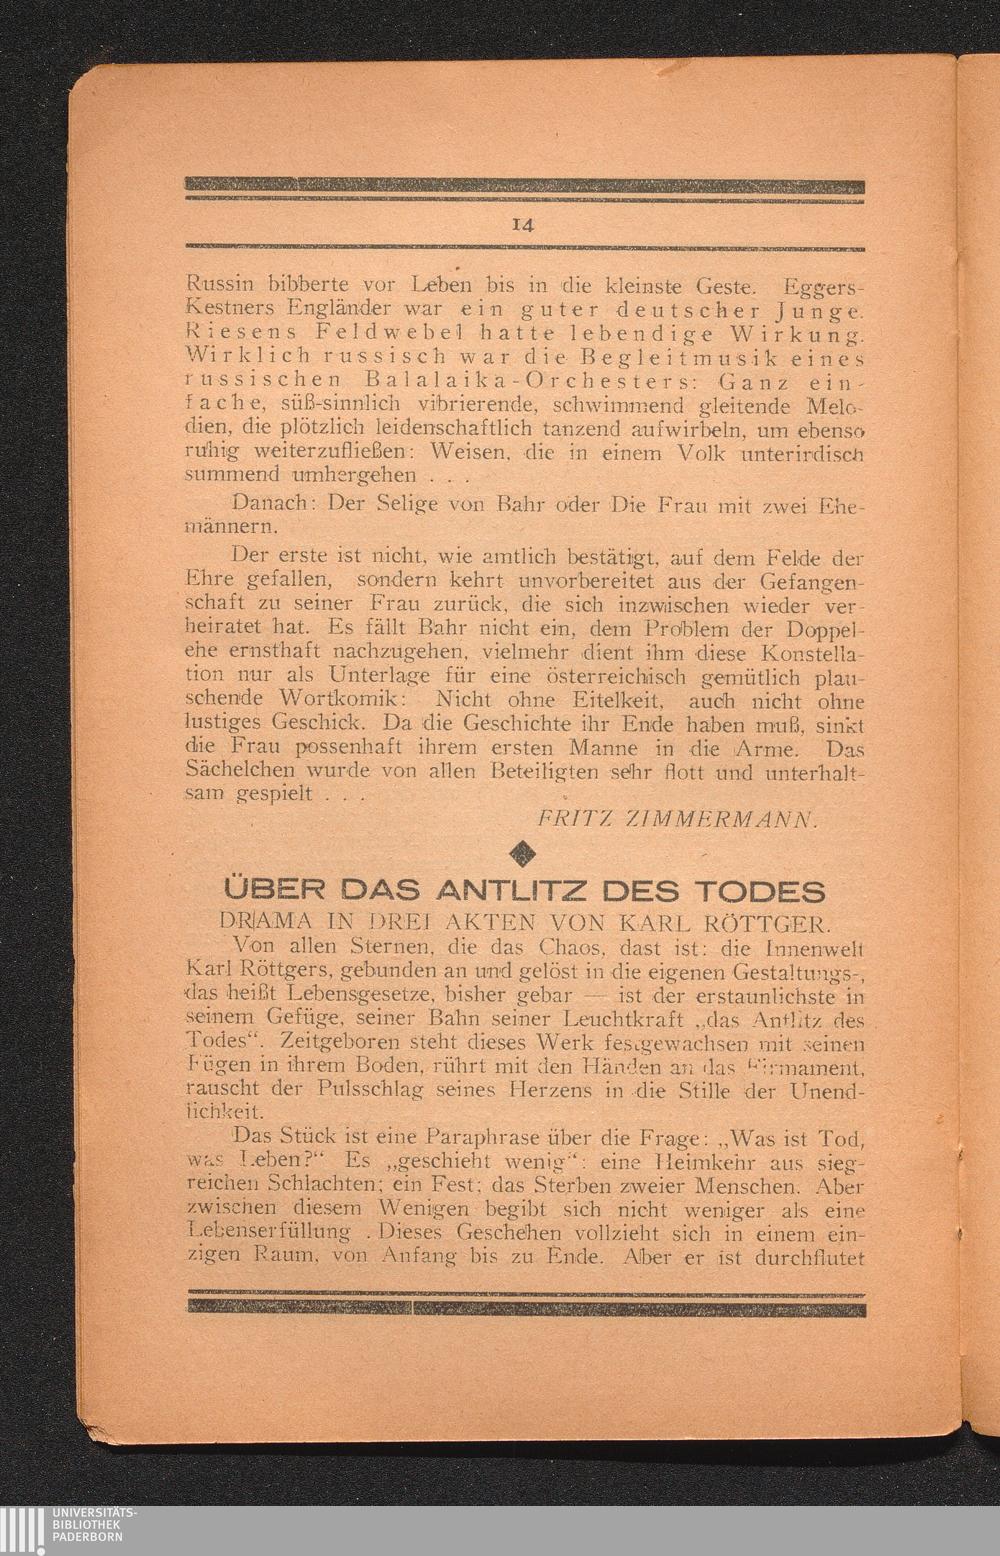 14
Russin bibberte vor Leben bis in die kleinste Geste. Eggers-
Kestners Engländer war ein guter deutscher Junge.
Riesens Feldwebel hatte lebendige Wirkung.
Wirklich russisch war die Begleitmusik eines
russischen Balalaika-Orchesters: Ganz ein-
fache, süß-sinnlich vibrierende, schwimmend gleitende Melo-
dien, die plötzlich leidenschaftlich tanzend aufwirbeln, um ebenso
ruhig weiterzufließen: Weisen, die in einem Volk unterirdisch
summend umhergehen . . .
Danach: Der Selige von Bahr oder Die Frau mit zwei Ehe-
männern.
Der erste ist nicht, wie amtlich bestätigt, auf dem Felde der
Ehre gefallen, sondern kehrt unvorbereitet aus der Gefangen-
schaft zu seiner Frau zurück, die sich inzwischen wieder ver-
heiratet hat. Es fällt Bahr nicht ein, dem Problem der Doppel-
ehe ernsthaft nachzugehen, vielmehr dient ihm diese Konstella-
tion nur als Unterlage für eine österreichisch gemütlich plau-
schende Wortkomik: Nicht ohne Eitelkeit, auch nicht ohne
lustiges Geschick. Da die Geschichte ihr Ende haben muß, sinkt
die Frau possenhaft ihrem ersten Manne in die Arme. Das
Sächelchen wurde von allen Beteiligten sehr flott und unterhalt-
sam gespielt . . .
FRITZ ZIMMERMANN.
ÜBER DAS ANTLITZ DES TODES
DRAMA IN DREI AKTEN VON KARL RÖTTGER.
Von allen Sternen, die das Chaos, dast ist: die Innenwelt
Karl Röttgers, gebunden an und gelöst in die eigenen Gestaltungs-,
das heißt Lebensgesetze, bisher gebar — ist der erstaunlichste in
seinem Gefüge, seiner Bahn seiner Leuchtkraft „das Antlitz des
Todes“. Zeitgeboren steht dieses Werk festgewachsen mit seinen
Fügen in ihrem Boden, rührt mit den Händen an das Firmament,
rauscht der Pulsschlag seines Herzens in die Stille der Unend-
lichkeit.
Das Stück ist eine Paraphrase über die Frage: „Was ist Tod,
was Leben?“ Es „geschieht wenig“: eine Heimkehr aus sieg-
reichen Schlachten; ein Fest; das Sterben zweier Menschen. Aber
zwischen diesem Wenigen begibt sich nicht weniger als eine
Lebenserfüllung . Dieses Geschehen vollzieht sich in einem ein-
zigen Raum, von Anfang bis zu Ende. Aber er ist durchflutet
UNIVERSITÄTS-
BIBLIOTHEK
PADERBORN